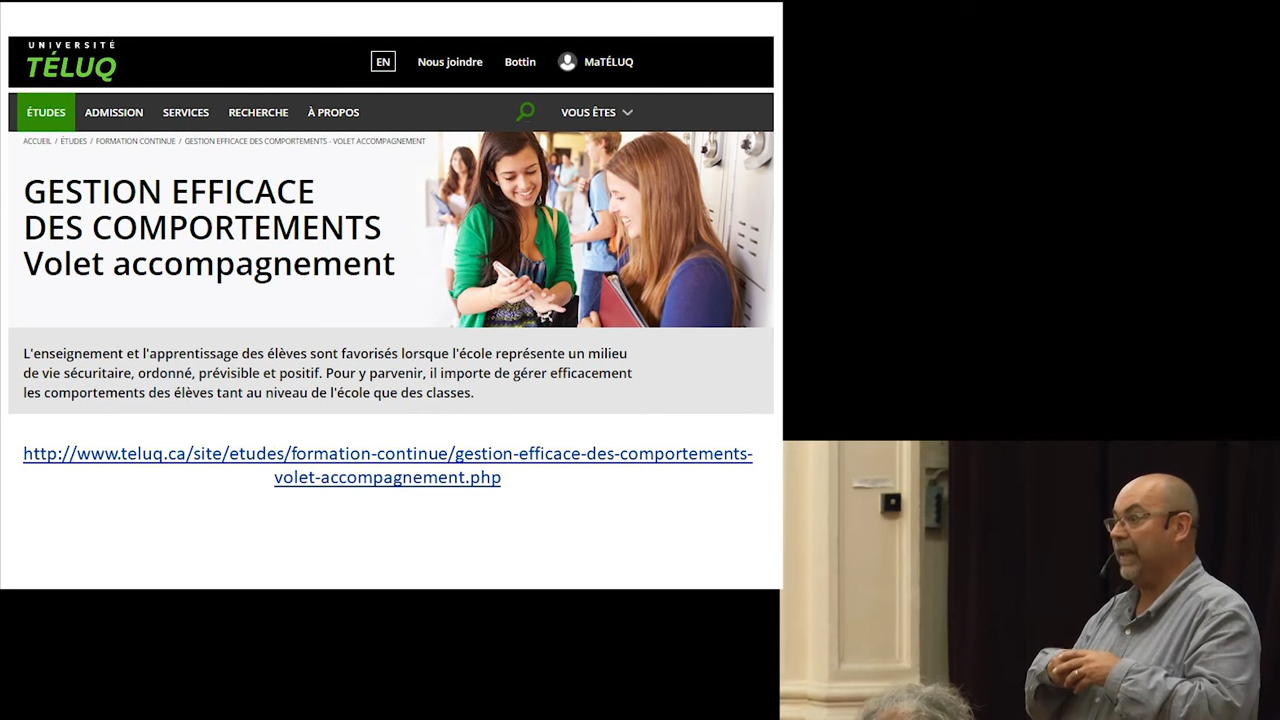 UNIVERSITÉ
TÉLUQ
EN Nous joindre Bottin MaTÉLUQ
ÉTUDES ADMISSION SERVICES RECHERCHE À PROPOS VOUS ÊTES
ACCUEIL / ÉTUDES / FORMATION CONTINUE / GESTION EFFICACE DES COMPORTEMENTS - VOLET ACCOMPAGNEMENT
GESTION EFFICACE
DES COMPORTEMENTS
Volet accompagnement
L'enseignement et l'apprentissage des élèves sont favorisés lorsque l'école représente un milieu
de vie sécuritaire, ordonné, prévisible et positif. Pour y parvenir, il importe de gérer efficacement
les comportements des élèves tant au niveau de l'école que des classes.
http://www.teluq.ca/site/etudes/formation-continue/gestion-efficace-des-comportements-
volet-accompagnement.php